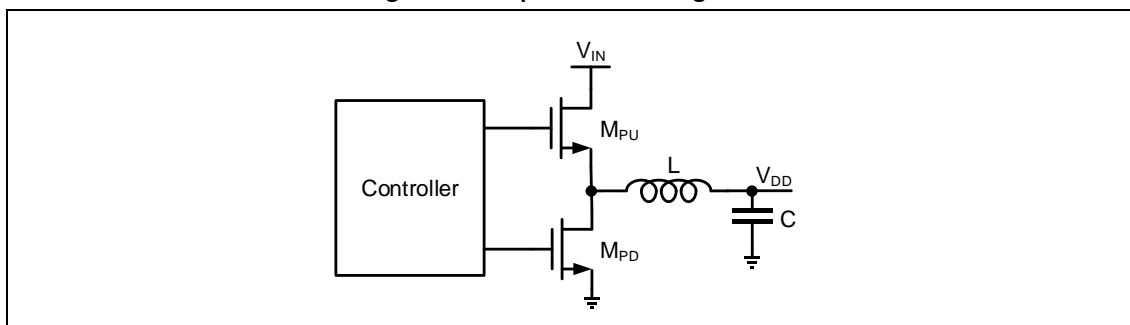 V_IN
M_PU
Controller
L
V_DD
C
M_PD